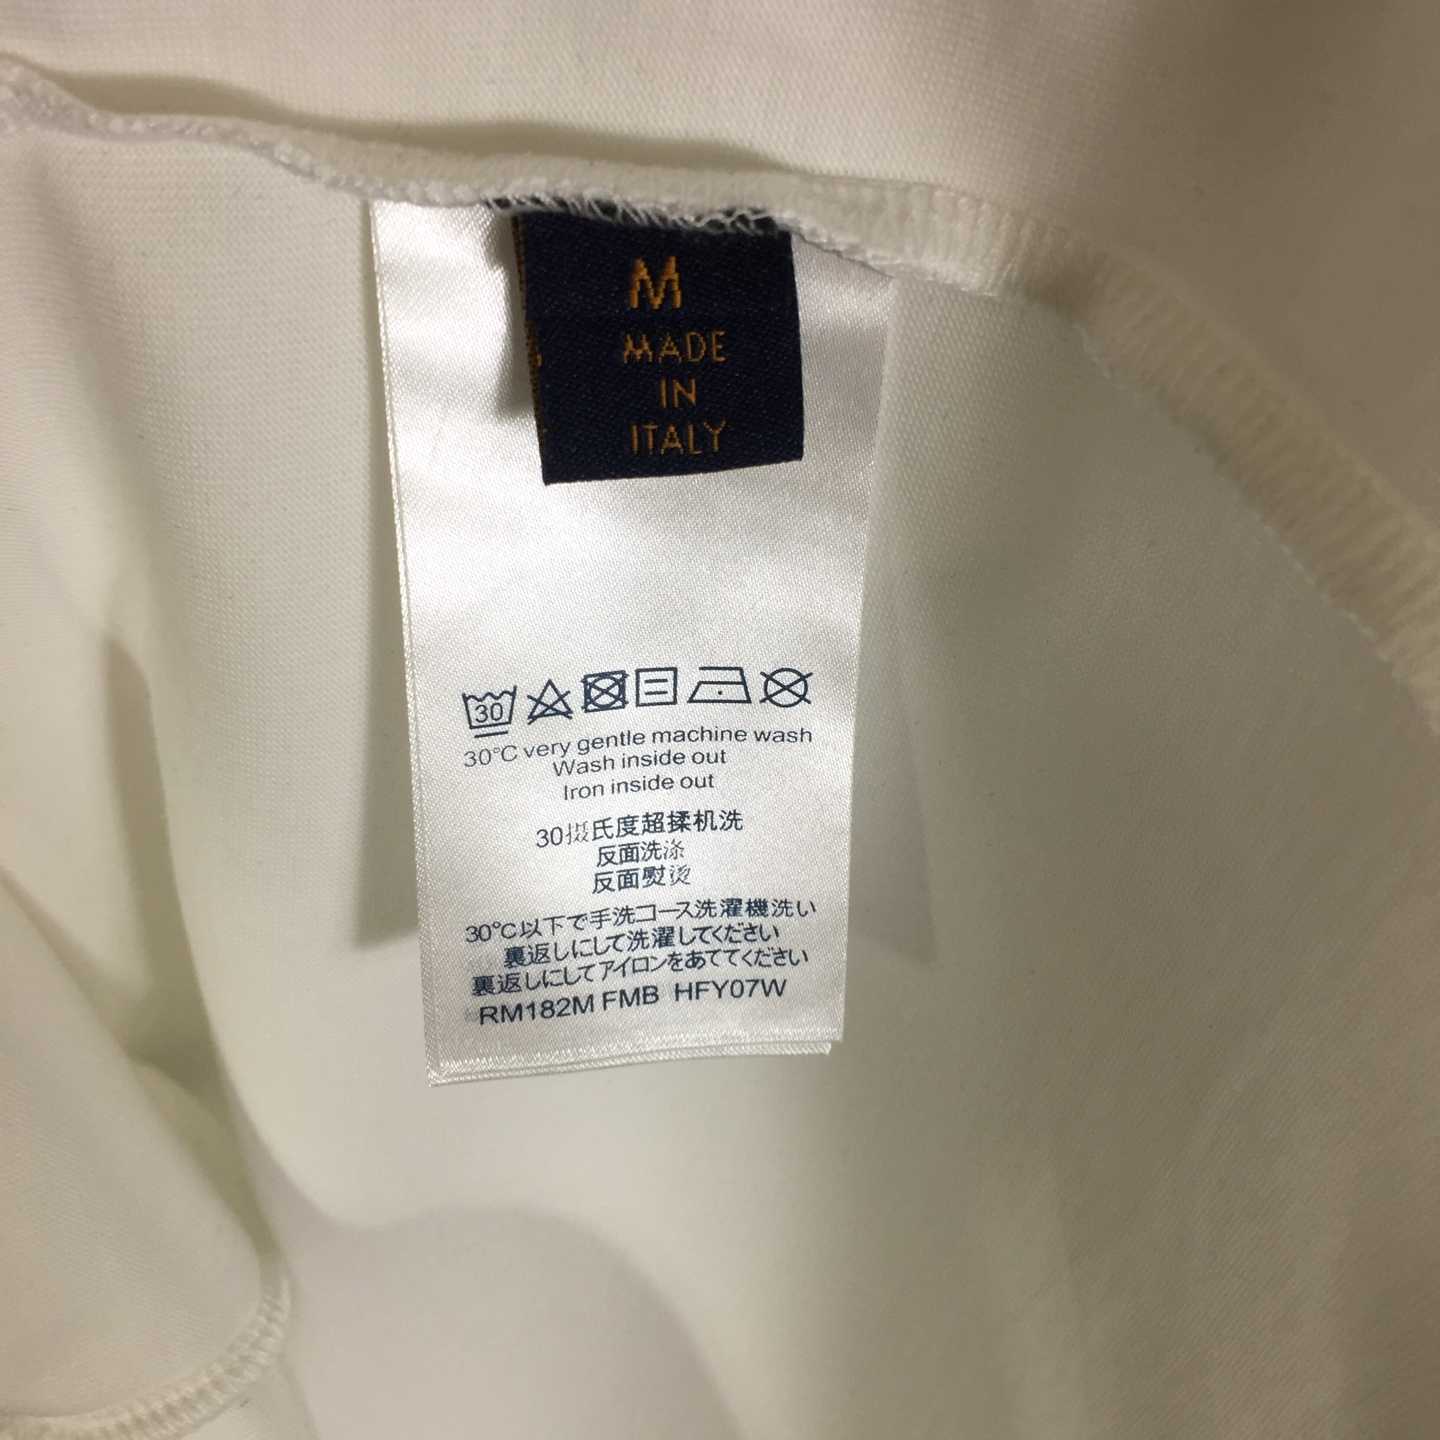 M
MADE
IN
ITALY
30
30°C very gentle machine wash
Wash inside out
Iron inside out
30摄氏度超揉机洗
反面洗涤
反面熨烫
30°C以下で手洗コース洗濯機洗い
裏返しにして洗濯してください
裏返しにしてアイロンをあててください
RM182M FMB HFY07W